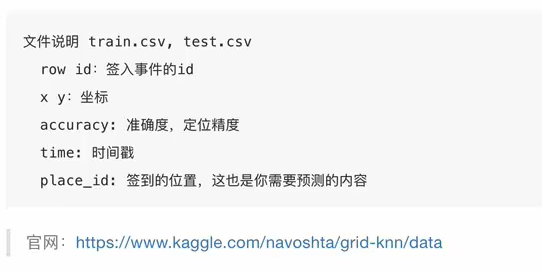 文件说明 train.csv, test.csv
row id：签入事件的id
x y：坐标
accuracy: 准确度，定位精度
time: 时间戳
place_id: 签到的位置，这也是你需要预测的内容
官网：https://www.kaggle.com/navoshta/grid-knn/data